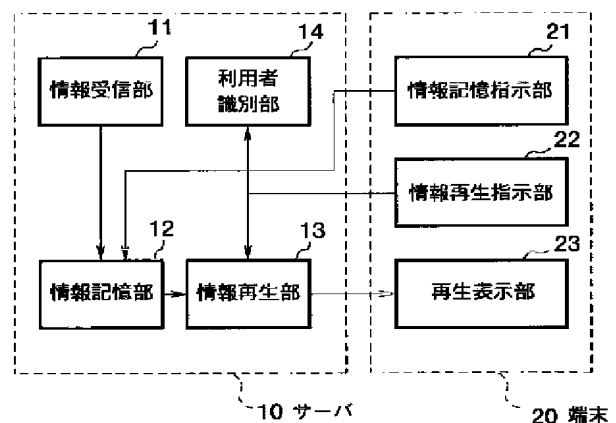 11
情報受信部
14
利用者
識別部
21
情報記憶指示部
22
情報再生指示部
12
情報記憶部
13
情報再生部
23
再生表示部
10 サーバ
20 端末